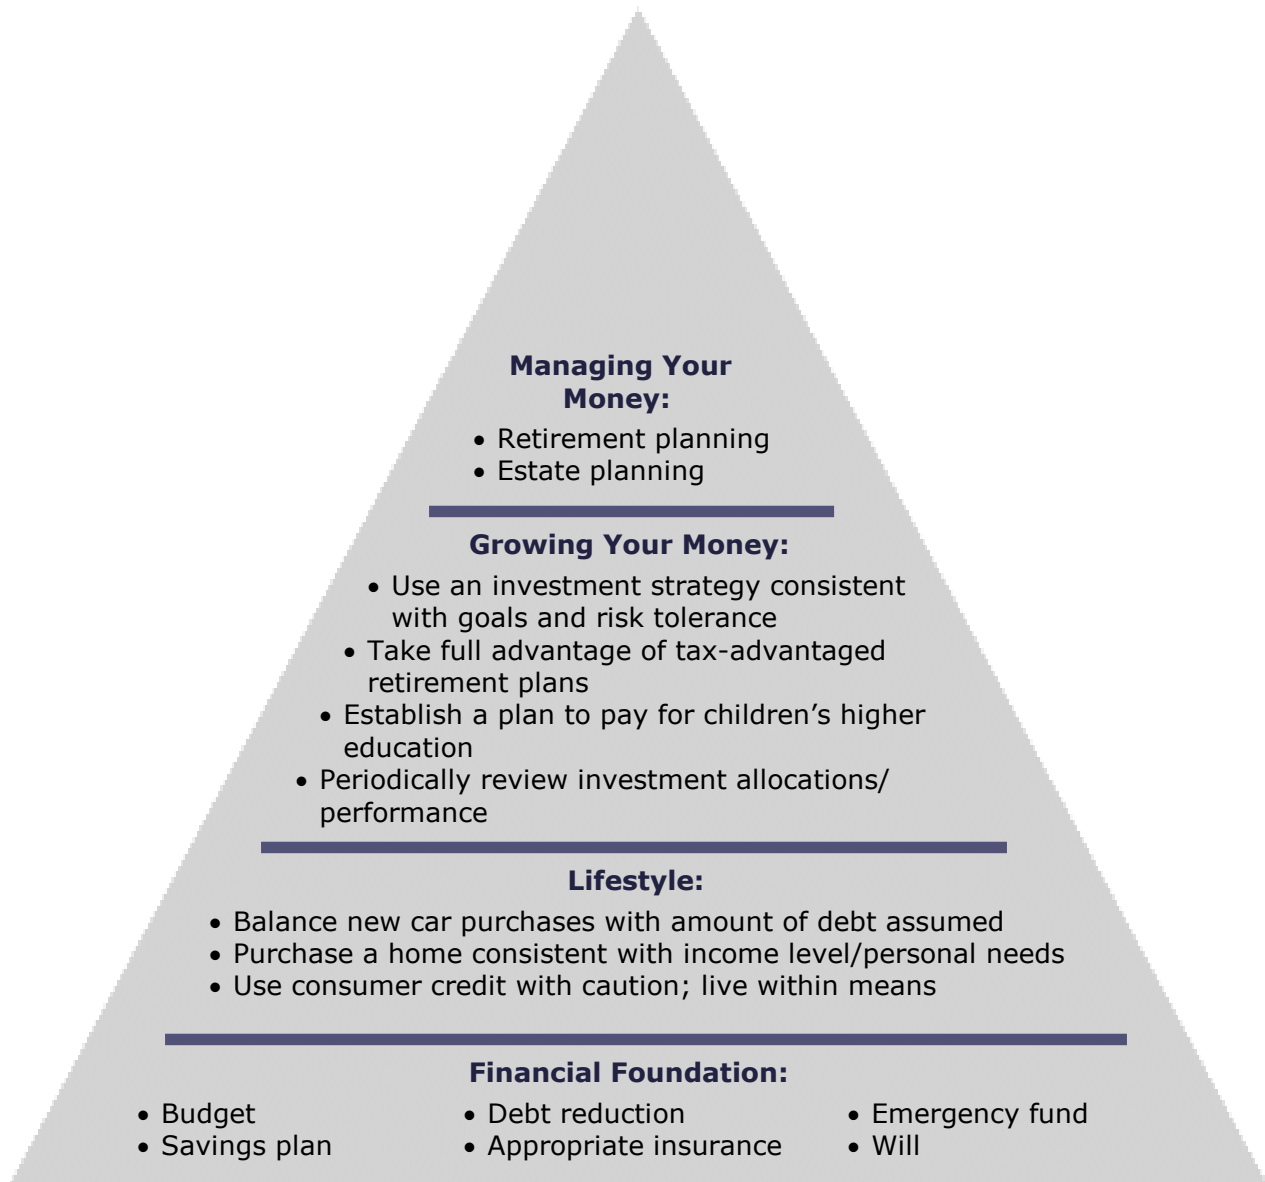 Managing Your
Money:
• Retirement planning
• Estate planning
Growing Your Money:
• Use an investment strategy consistent
with goals and risk tolerance
• Take full advantage of tax-advantaged
retirement plans
• Establish a plan to pay for children’s higher
education
• Periodically review investment allocations/
performance
Lifestyle:
• Balance new car purchases with amount of debt assumed
• Purchase a home consistent with income level/personal needs
• Use consumer credit with caution; live within means
Financial Foundation:
• Budget • Debt reduction • Emergency fund
• Savings plan • Appropriate insurance • Will